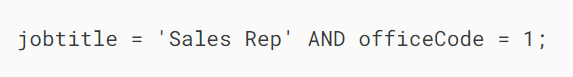 jobtitle = 'Sales Rep' AND officeCode = 1;